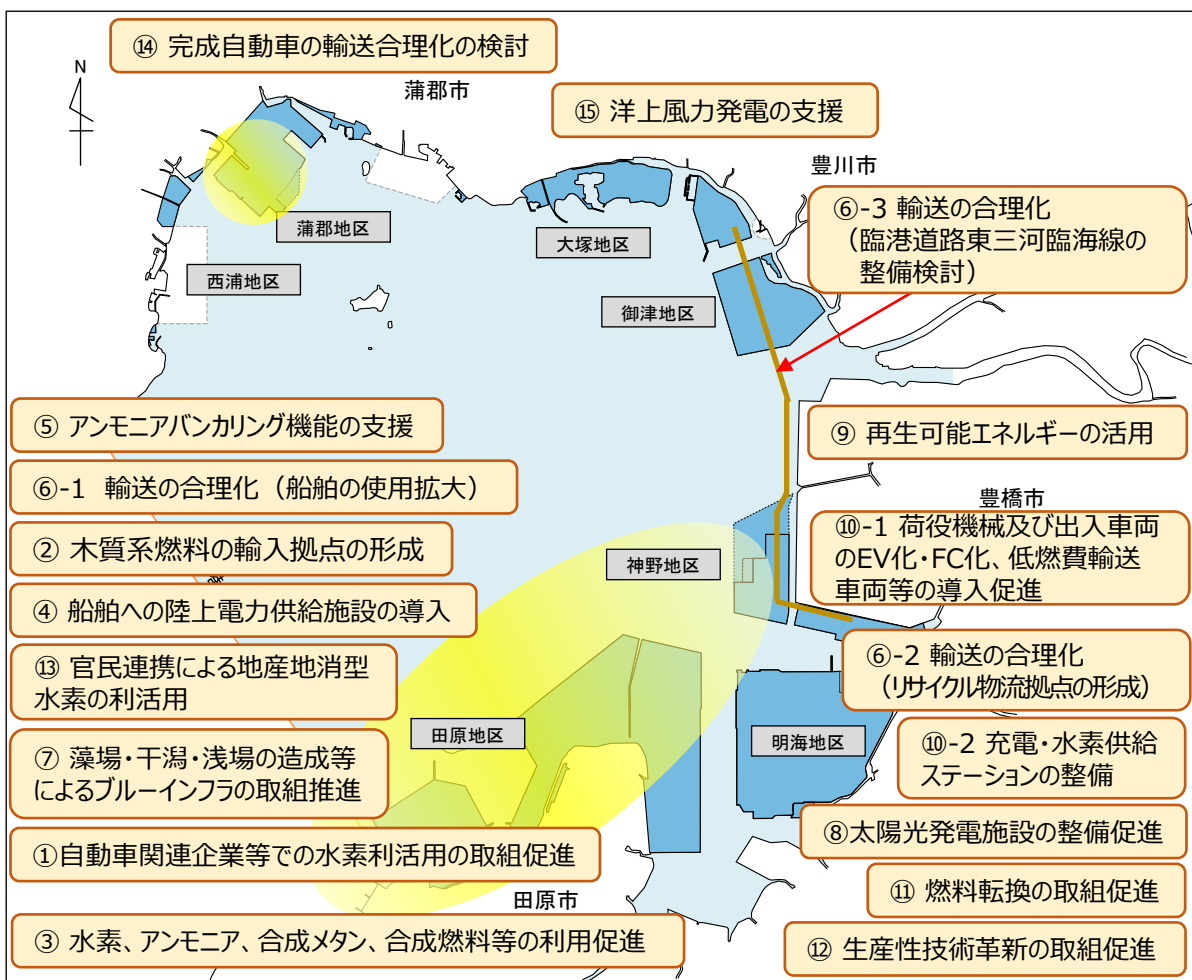 ⑭ 完成自動車の輸送合理化の検討
N
蒲郡市
⑮ 洋上風力発電の支援
豊川市
⑥-3 輸送の合理化
（臨港道路東三河臨海線の
整備検討）
蒲郡地区
大塚地区
西浦地区
御津地区
⑤ アンモニアバンカリング機能の支援
⑨ 再生可能エネルギーの活用
⑥-1 輸送の合理化（船舶の使用拡大）
豊橋市
② 木質系燃料の輸入拠点の形成
神野地区
⑩-1 荷役機械及び出入車両
のEV化・FC化、低燃費輸送
車両等の導入促進
④ 船舶への陸上電力供給施設の導入
⑬ 官民連携による地産地消型
水素の利活用
⑥-2 輸送の合理化
（リサイクル物流拠点の形成）
田原地区
明海地区
⑦ 藻場・干潟・浅場の造成等
によるブルーインフラの取組推進
⑩-2 充電・水素供給
ステーションの整備
①自動車関連企業等での水素利活用の取組促進
⑧太陽光発電施設の整備促進
田原市
⑪ 燃料転換の取組促進
③ 水素、アンモニア、合成メタン、合成燃料等の利用促進
⑫ 生産性技術革新の取組促進